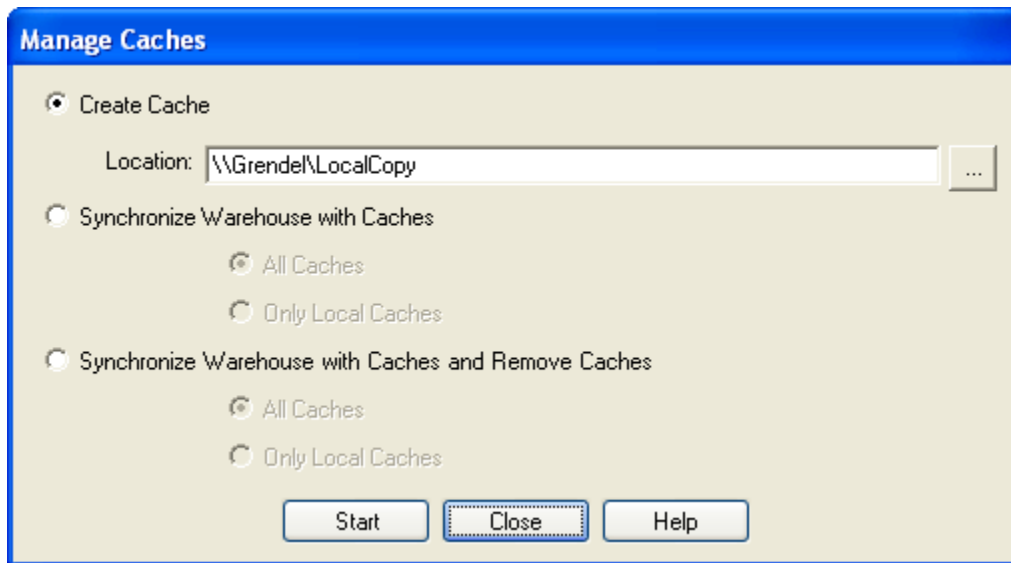 Manage Caches
Create Cache
Location: \\Grendel\LocalCopy ...
Synchronize Warehouse with Caches
All Caches
Only Local Caches
Synchronize Warehouse with Caches and Remove Caches
All Caches
Only Local Caches
Start Close Help